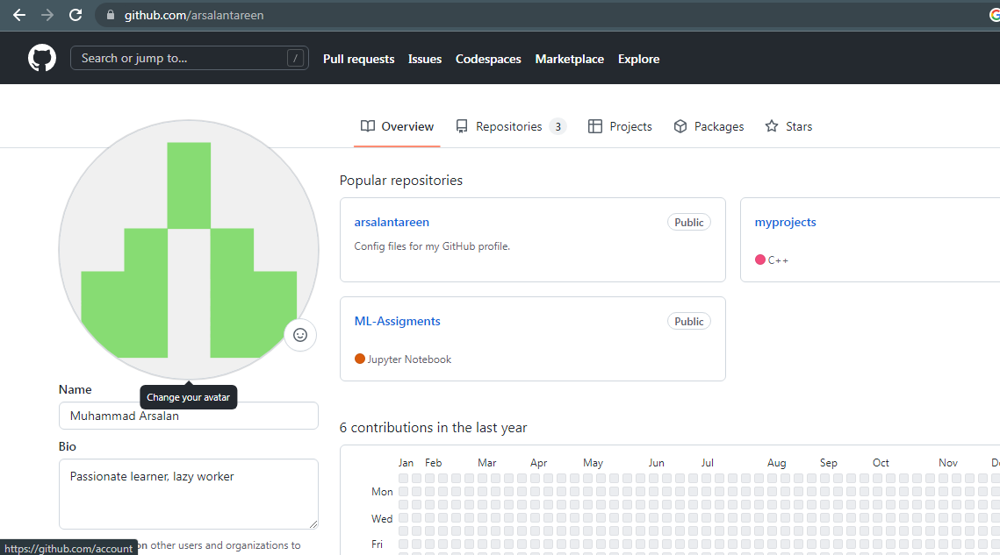 github.com/arsalantareen
Search or jump to...
/
Pull requests
Issues
Codespaces
Marketplace
Explore
Overview
Repositories 3
Projects
Packages
Stars
Popular repositories
arsalantareen
Public
Config files for my GitHub profile.
myprojects
C++
ML-Assigments
Public
Jupyter Notebook
Change your avatar
Name
Muhammad Arsalan
Bio
Passionate learner, lazy worker
other users and organizations to
https://github.com/account
6 contributions in the last year
Jan Feb Mar Apr May Jun Jul Aug Sep Oct Nov
Mon
Wed
Fri